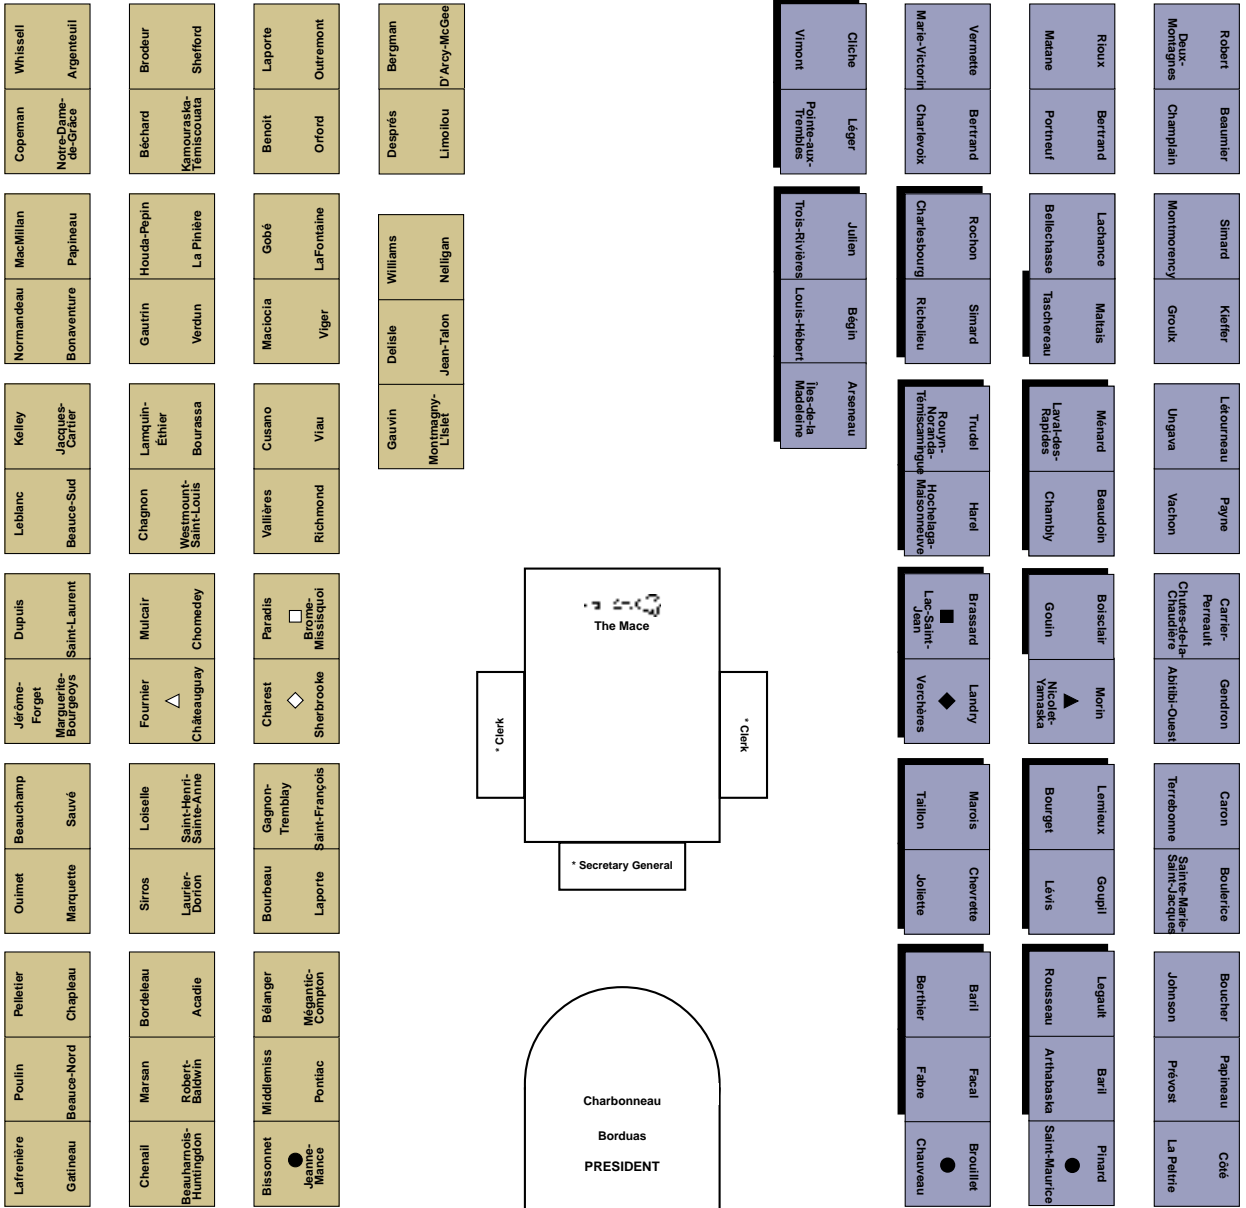 Whissell
Argenteuil
Copeman
Notre-Dame-
de-Grâce
MacMillan
Papineau
Normandeau
Bonaventure
Kelley
Jacques-
Cartier
Leblanc
Beauce-Sud
Dupuis
Saint-Laurent
Jérôme-
Forget
Marguerite-
Bourgeoys
Beauchamp
Sauvé
Ouimet
Marquette
Pelletier
Chapleau
Poulin
Beauce-Nord
Lafrenière
Gatineau
Brodeur
Shefford
Béchard
Kamouraska-
Témiscouata
Houda-Pepin
La Pinière
Gautrin
Verdun
Lamquin-
Éthier
Bourassa
Chagnon
Westmount-
Saint-Louis
Mulcair
Chomedey
Fournier
Châteauguay
Loiselle
Saint-Henri-
Sainte-Anne
Sirros
Laurier-
Dorion
Bordeleau
Acadie
Marsan
Robert-
Baldwin
Chenail
Beauharnois-
Huntingdon
Laporte
Outremont
Benoit
Orford
Gobé
LaFontaine
Maciocia
Viger
Cusano
Viau
Vallières
Richmond
Paradis
Brome-
Missisquoi
Charest
Sherbrooke
Gagnon-
Tremblay
Saint-François
Bourbeau
Laporte
Bélanger
Mégantic-
Compton
Middlemiss
Pontiac
Bissonnet
Jeanne-
Mance
Bergman
D'Arcy-McGee
Després
Limoilou
Williams
Nelligan
Delisle
Jean-Talon
Gauvin
Montmagny-
L'Islet
The Mace
* Clerk
* Clerk
* Secretary General
Charbonneau
Borduas
PRESIDENT
Cliche
Vimont
Léger
Pointe-aux-
Trembles
Julien
Trois-Rivières
Bégin
Louis-Hébert
Arseneau
Îles-de-la
Madeleine
Vermette
Marie-Victorin
Bertrand
Charlevoix
Rochon
Charlesbourg
Simard
Richelieu
Trudel
Rouyn-
Noranda-
Témiscamingue
Harel
Hochelaga-
Maisonneuve
Brassard
Lac-Saint-
Jean
Landry
Verchères
Marois
Taillon
Chevrette
Joliette
Baril
Berthier
Facal
Fabre
Brouillet
Chauveau
Rioux
Matane
Bertrand
Portneuf
Lachance
Bellechasse
Maltais
Taschereau
Ménard
Laval-des-
Rapides
Beaudoin
Chambly
Boisclair
Gouin
Morin
Nicolet-
Yamaska
Lemieux
Bourget
Goupil
Lévis
Legault
Rousseau
Baril
Arthabaska
Pinard
Saint-Maurice
Robert
Deux-
Montagnes
Beaumier
Champlain
Simard
Montmorency
Kieffer
Groulx
Létourneau
Ungava
Payne
Vachon
Carrier-
Perreault
Chutes-de-la-
Chaudière
Gendron
Abitibi-Ouest
Caron
Terrebonne
Boulerice
Sainte-Marie-
Saint-Jacques
Boucher
Johnson
Papineau
Prévost
Côté
La Peltrie